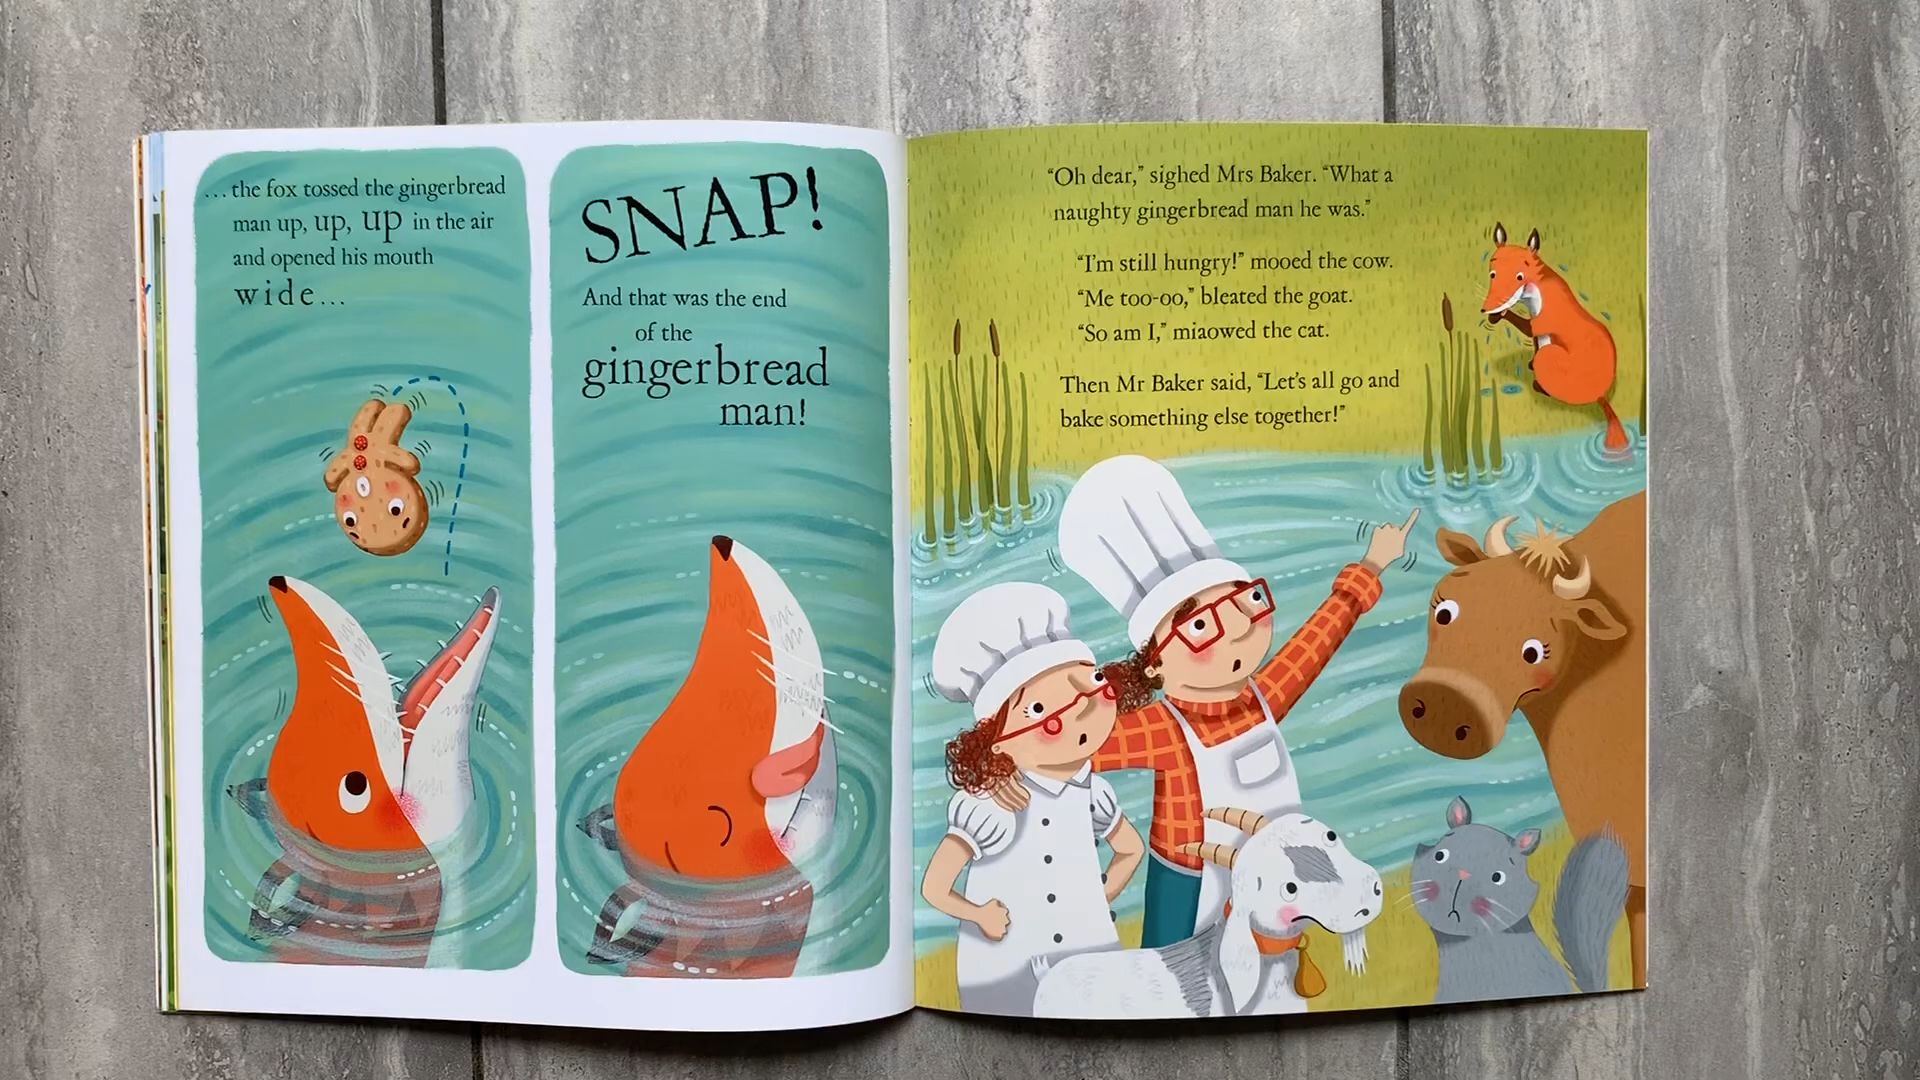 …the fox tossed the gingerbread
man up, up, up in the air
and opened his mouth
wide…
SNAP!
And that was the end
of the
gingerbread
man!
“Oh dear,” sighed Mrs Baker. “What a
naughty gingerbread man he was.”
“I’m still hungry!” mooed the cow.
“Me too-oo,” bleated the goat.
“So am I,” miaowed the cat.
Then Mr Baker said, “Let’s all go and
bake something else together!”